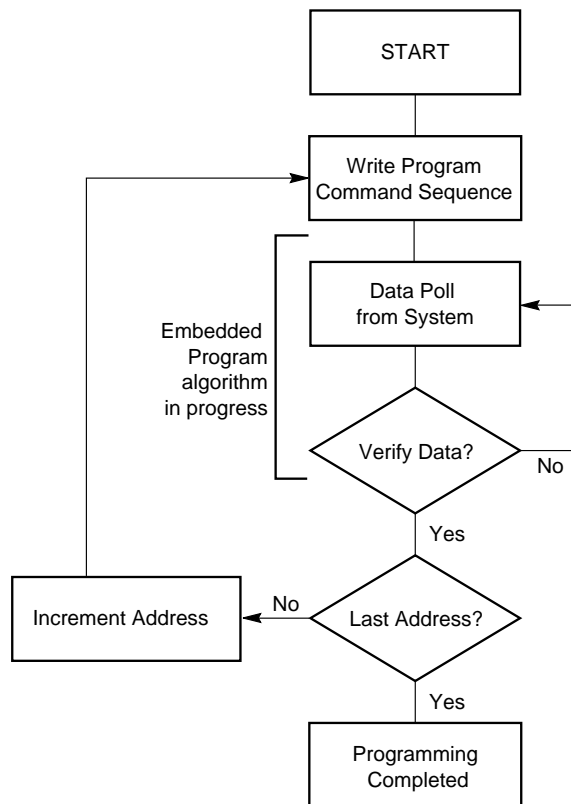 START
Write Program
Command Sequence
Data Poll
from System
Embedded
Program
algorithm
in progress
Verify Data?
No
Yes
Increment Address
No
Last Address?
Yes
Programming
Completed